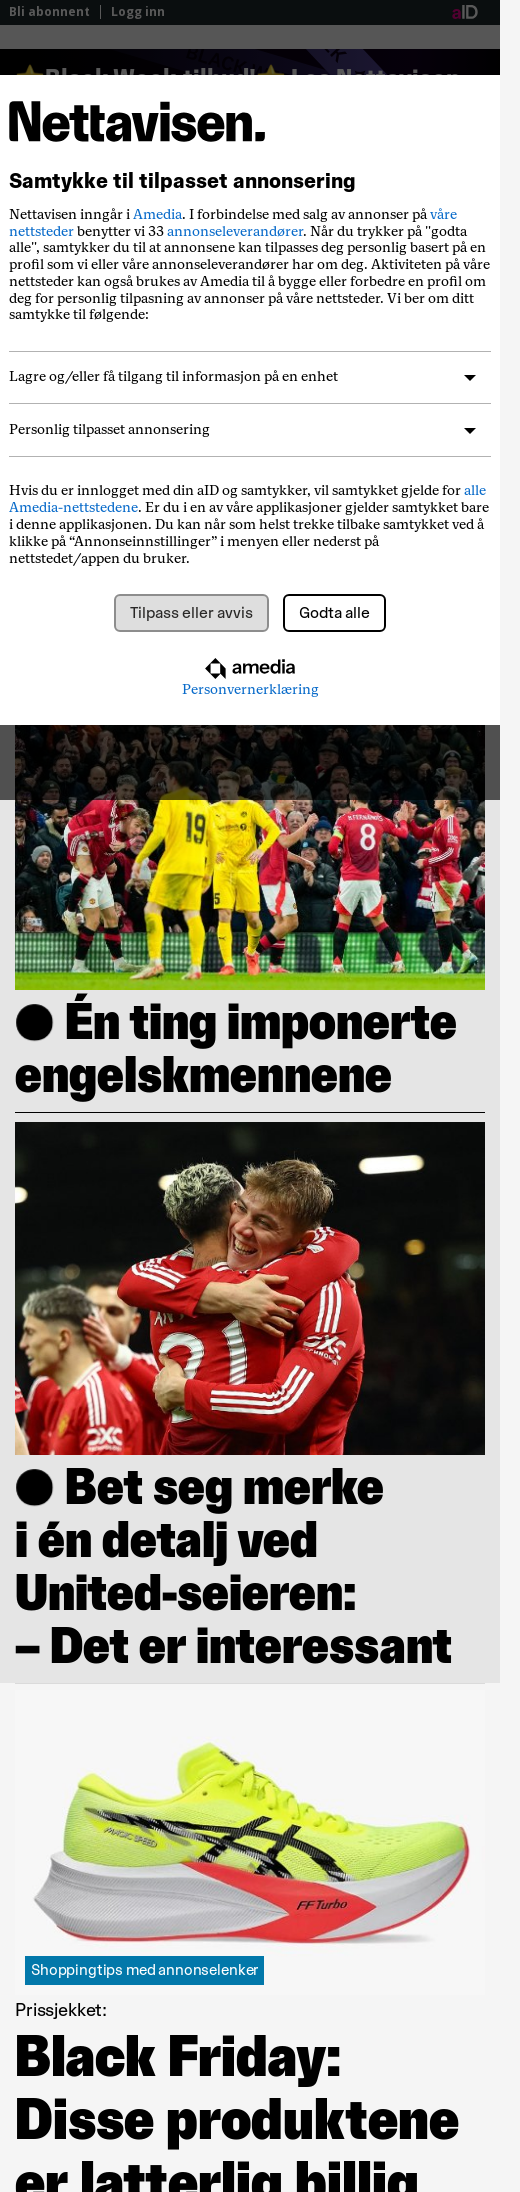 Bli abonnent | Logg inn
aID
Nettavisen.
Samtykke til tilpasset annonsering
Nettavisen inngår i Amedia. I forbindelse med salg av annonser på våre
nettsteder benytter vi 33 annonseleverandører. Når du trykker på "godta
alle", samtykker du til at annonsene kan tilpasses deg personlig basert på en
profil som vi eller våre annonseleverandører har om deg. Aktiviteten på våre
nettsteder kan også brukes av Amedia til å bygge eller forbedre en profil om
deg for personlig tilpasning av annonser på våre nettsteder. Vi ber om ditt
samtykke til følgende:
Lagre og/eller få tilgang til informasjon på en enhet
Personlig tilpasset annonsering
Hvis du er innlogget med din aID og samtykker, vil samtykket gjelde for alle
Amedia-nettstedene. Er du i en av våre applikasjoner gjelder samtykket bare
i denne applikasjonen. Du kan når som helst trekke tilbake samtykket ved å
klikke på “Annonseinnstillinger” i menyen eller nederst på
nettstedet/appen du bruker.
Tilpass eller avvis
Godta alle
amedia
Personvernerklæring
19
B.FERNANDES
8
Én ting imponerte
engelskmennene
21
DXC
Bet seg merke
i én detalj ved
United-seieren:
– Det er interessant
MAGIC SPEED
FF Turbo
Shoppingtips med annonselenker
Prissjekket:
Black Friday:
Disse produktene
er latterlig billig